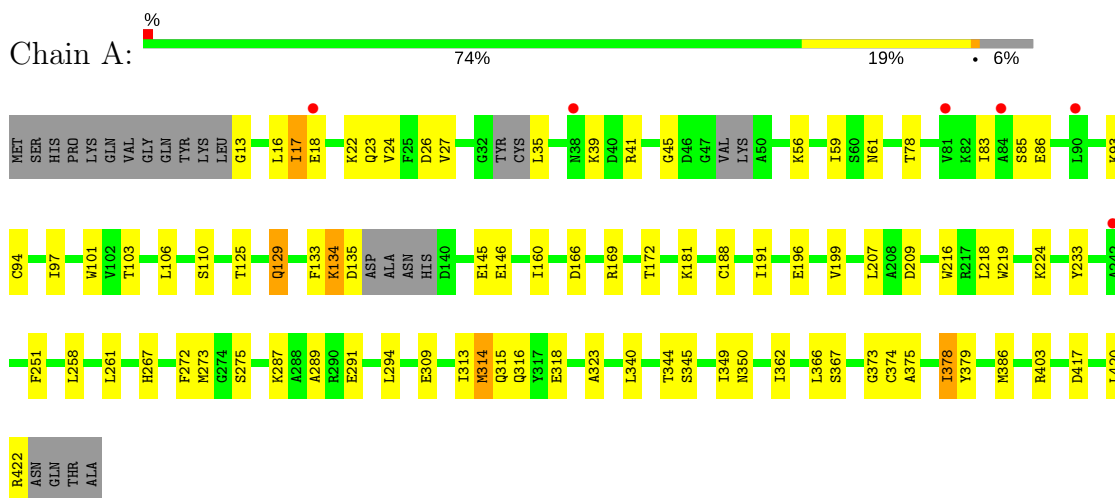 %
Chain A:
74% 19% • 6%
MET SER HIS PRO LYS GLN VAL GLY GLN TYR LYS LEU G13 L16 I17 E18 K22 Q23 V24 F25 D26 V27 G32 TYR CYS L35 N38 K39 D40 R41 G45 D46 G47 VAL LYS A50 K56 I59 S60 N61 T78 V81 K82 I83 A84 S85 E86 L90
C94 I97 W101 V102 T103 L106 S110 T125 Q129 F133 K134 D135 ASP ALA ASN HIS D140 E145 E146 I160 D166 R169 T172 K181 C188 I191 E196 V199 L207 A208 D209 W216 R217 L218 W219 K224 Y233
F251 L258 L261 H267 F272 M273 G274 S275 K287 A288 A289 R290 E291 L294 E309 I313 M314 Q315 Q316 Y317 E318 A323 L340 T344 S345 I349 N350 I362 L366 S367 G373 C374 A375 I378 Y379 M386 R403 D417
R422 ASN GLN THR ALA